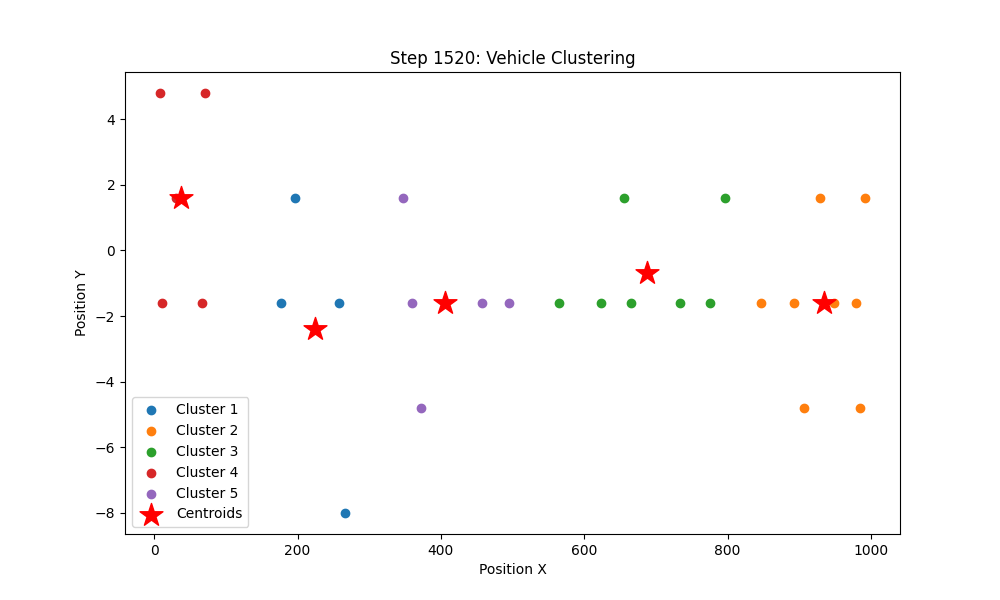 Step 1520: Vehicle Clustering
Position Y
4
2
0
−2
−4
−6
−8
Cluster 1
Cluster 2
Cluster 3
Cluster 4
Cluster 5
Centroids
0 200 400 600 800 1000
Position X